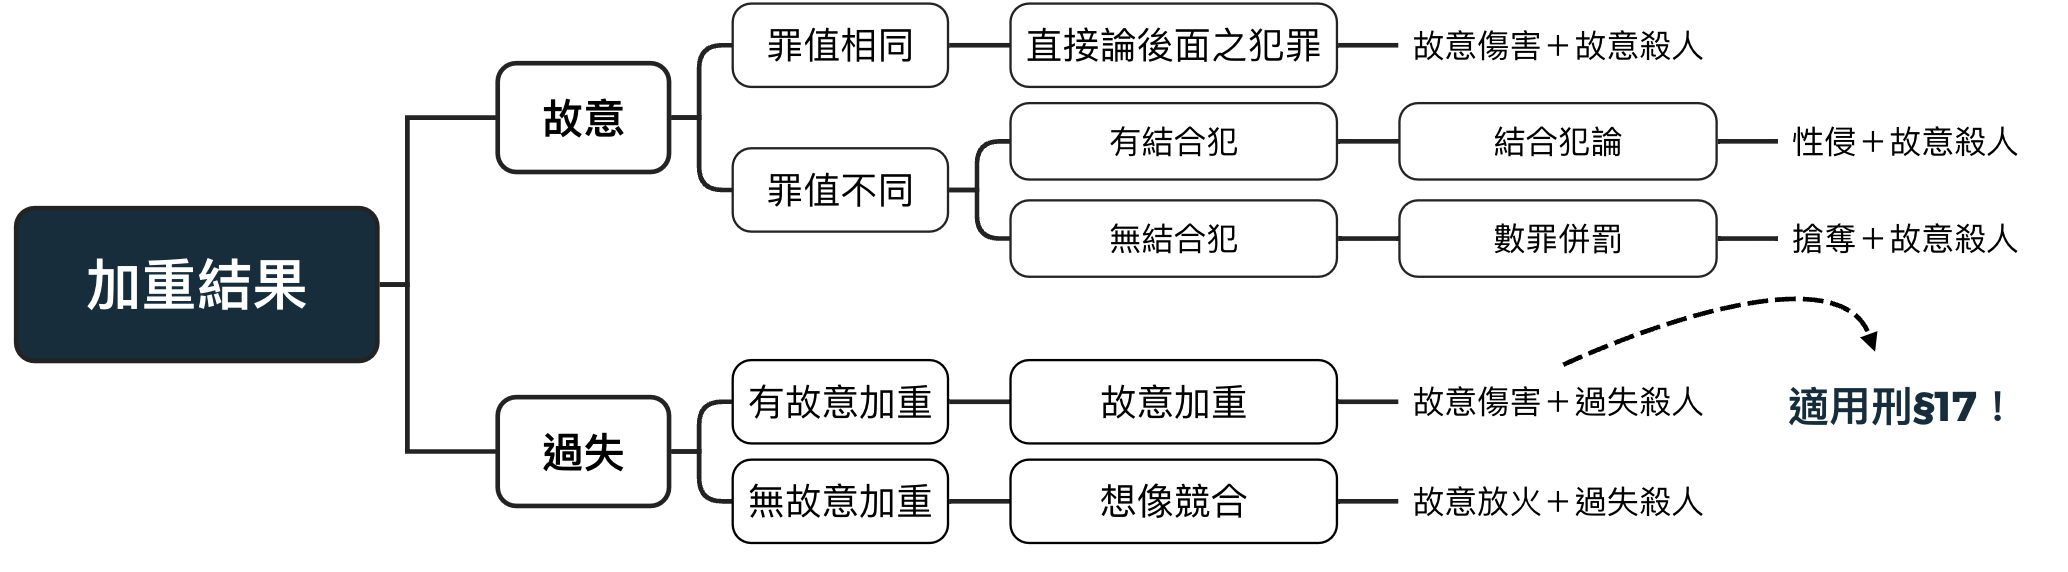 加重結果
故意
罪值相同
直接論後面之犯罪
故意傷害＋故意殺人
罪值不同
有結合犯
結合犯論
性侵＋故意殺人
無結合犯
數罪併罰
搶奪＋故意殺人
過失
有故意加重
故意加重
故意傷害＋過失殺人
適用刑§17！
無故意加重
想像競合
故意放火＋過失殺人